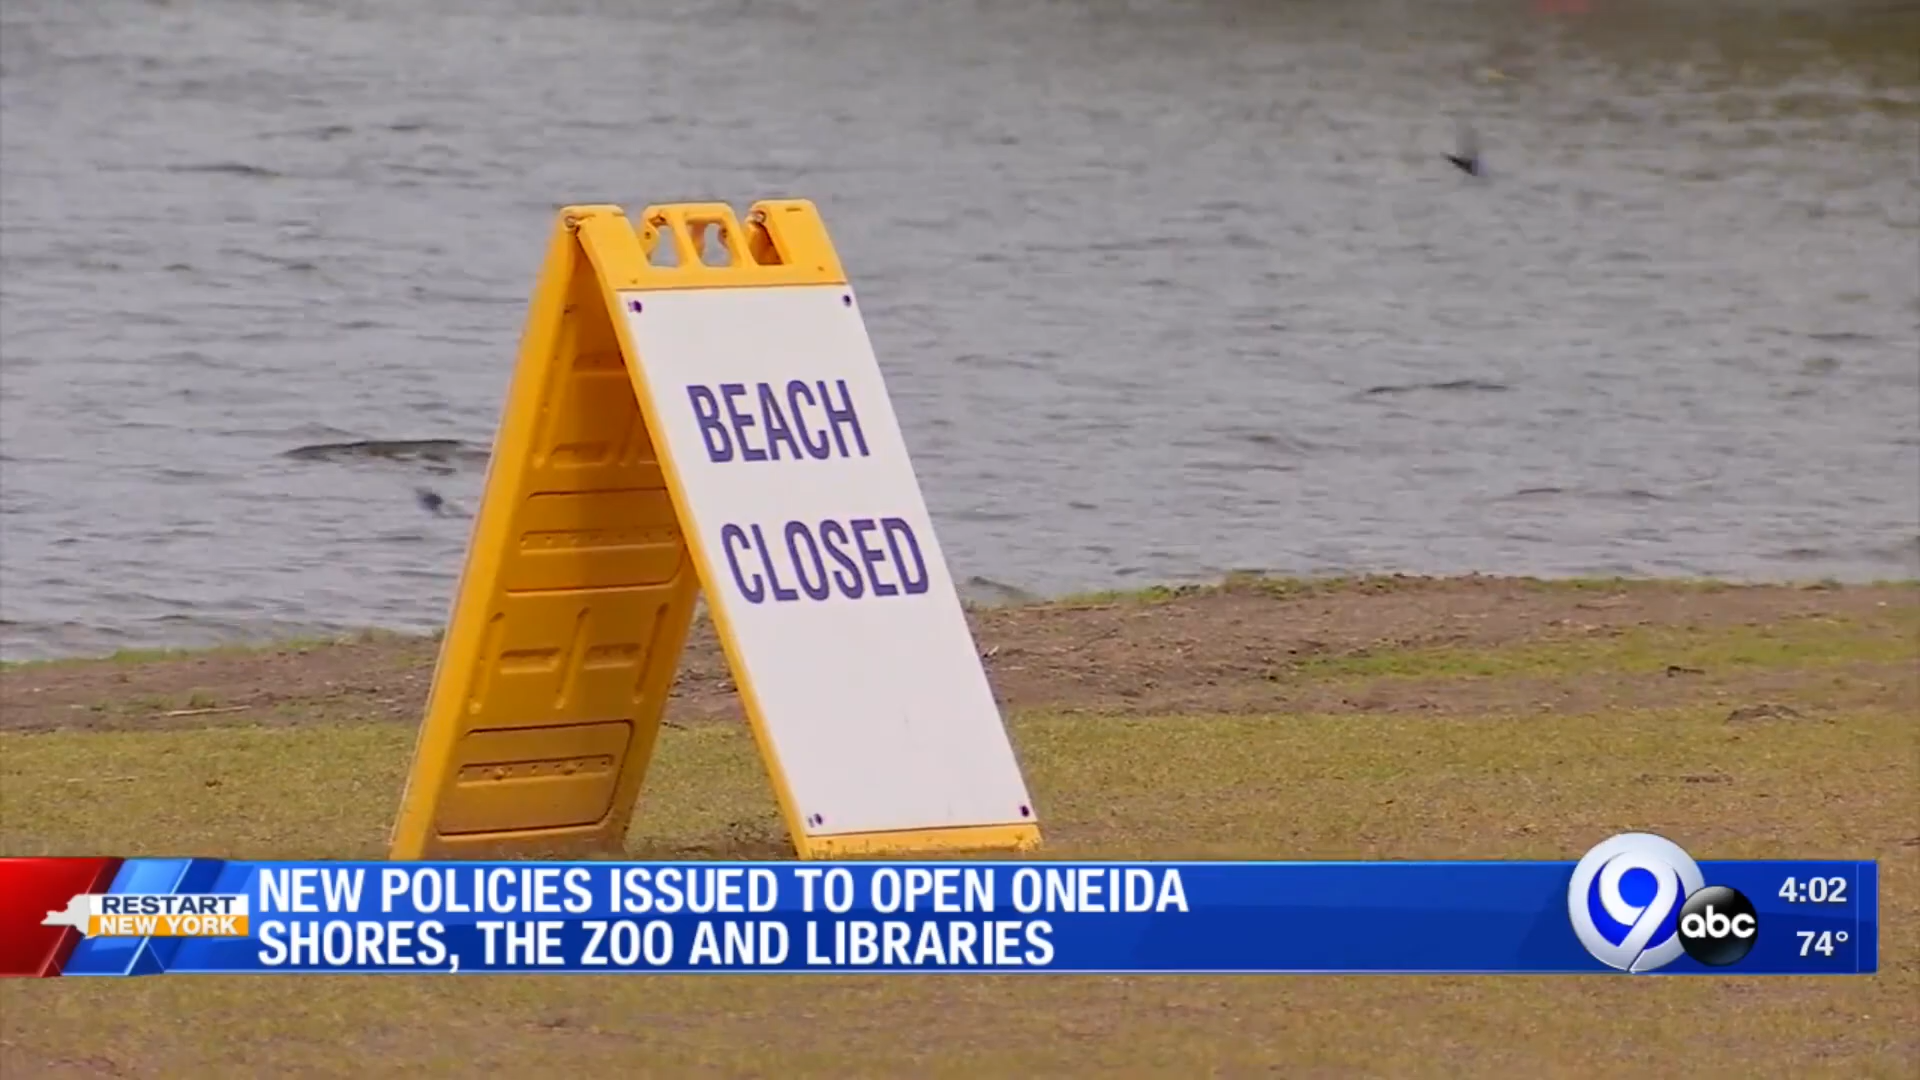 BEACH
CLOSED
RESTART
NEW YORK
NEW POLICIES ISSUED TO OPEN ONEIDA
SHORES, THE ZOO AND LIBRARIES
9
abc
4:02
74°